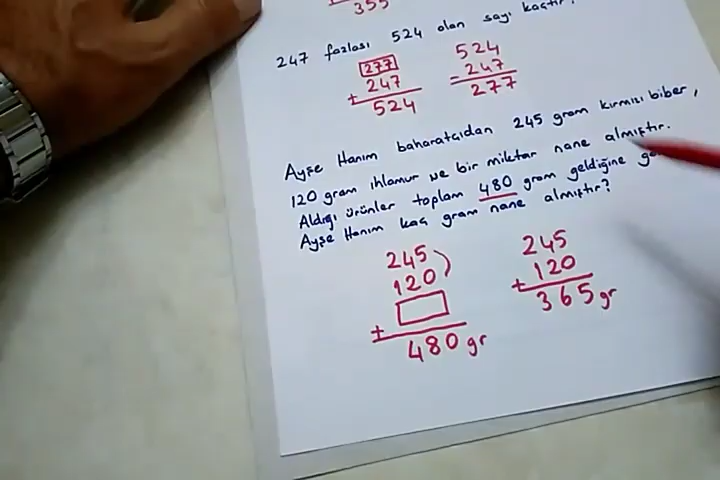 355
247 fazlası 524 olan sayı kaçtır?
277
+ 247
524
524
- 247
277
Ayşe Hanım baharatçıdan 245 gram kırmızı biber,
120 gram ıhlamur ve bir miktar nane almıştır.
Aldığı ürünler toplam 480 gram geldiğine
Ayşe Hanım kaç gram nane almıştır?
245
120
+
480 gr
245
+ 120
365 gr